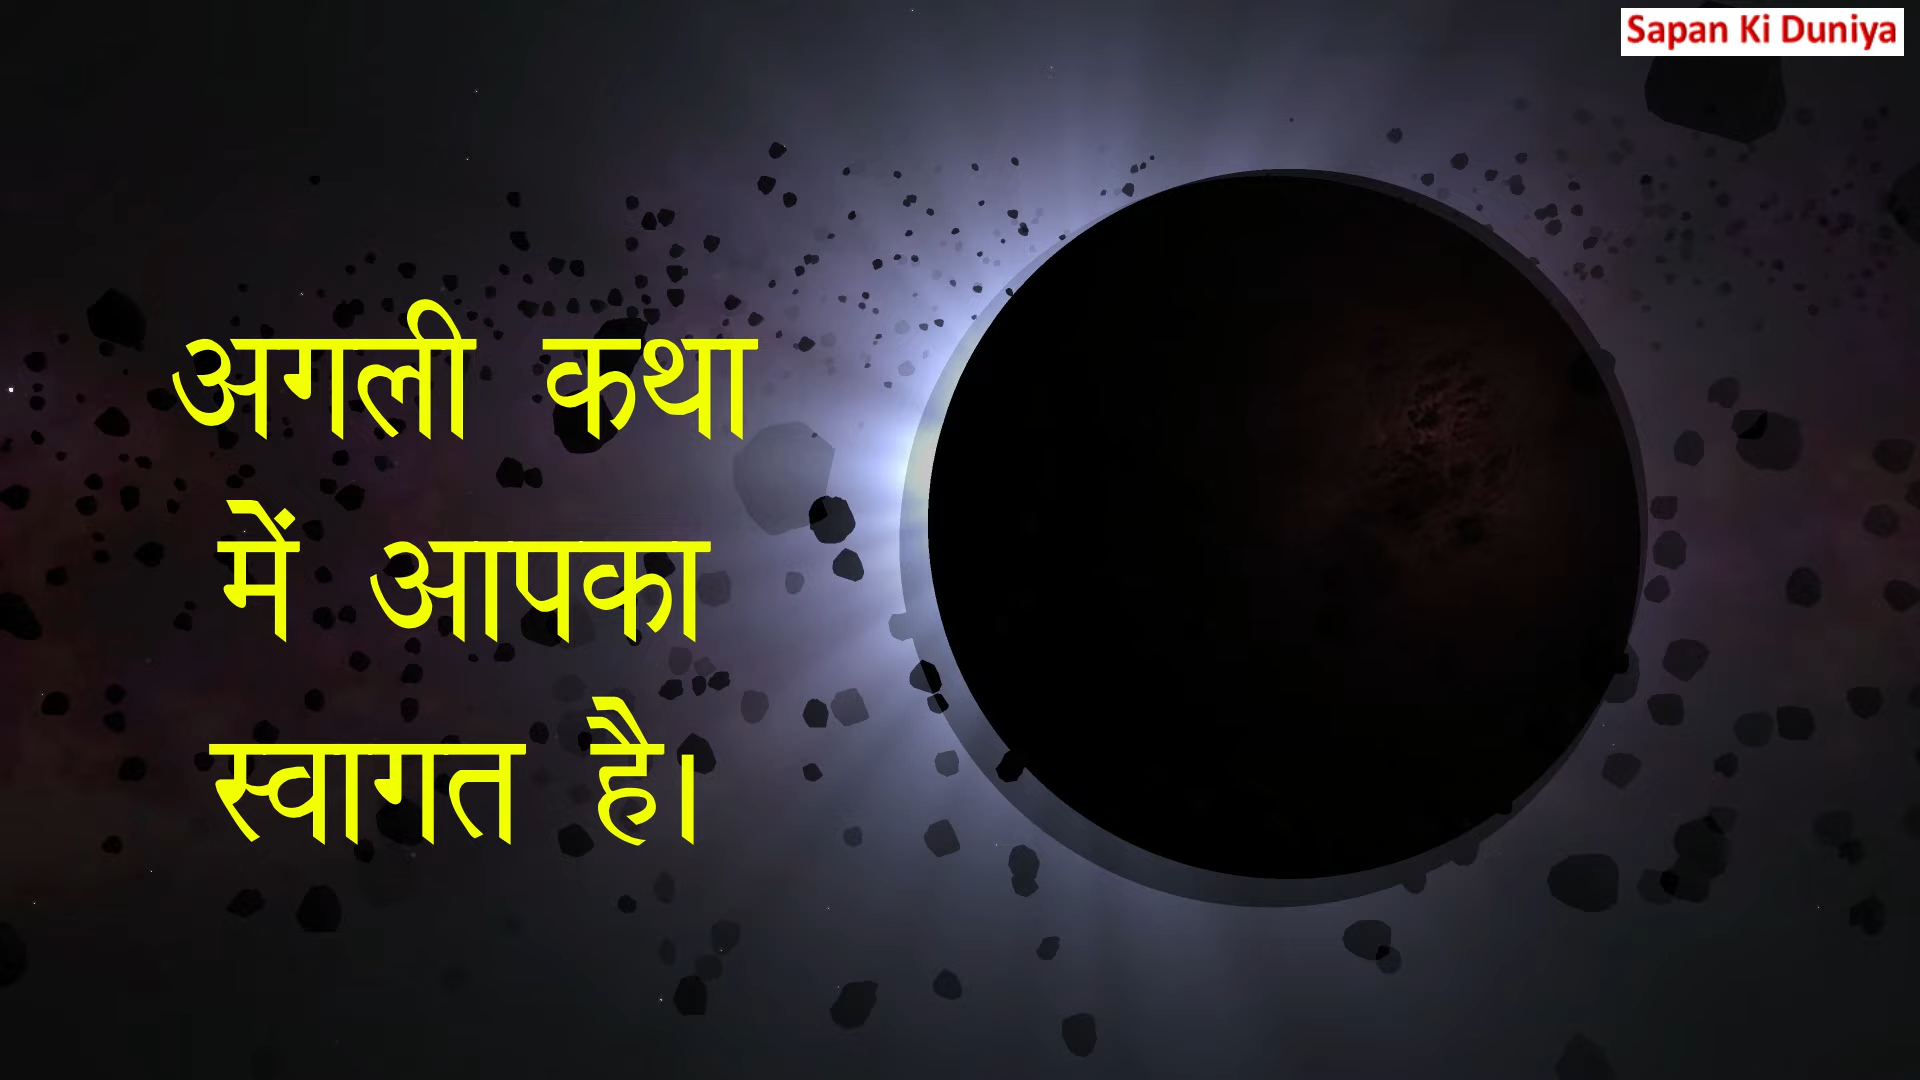 Sapan Ki Duniya
अगली कथा
में आपका
स्वागत है।